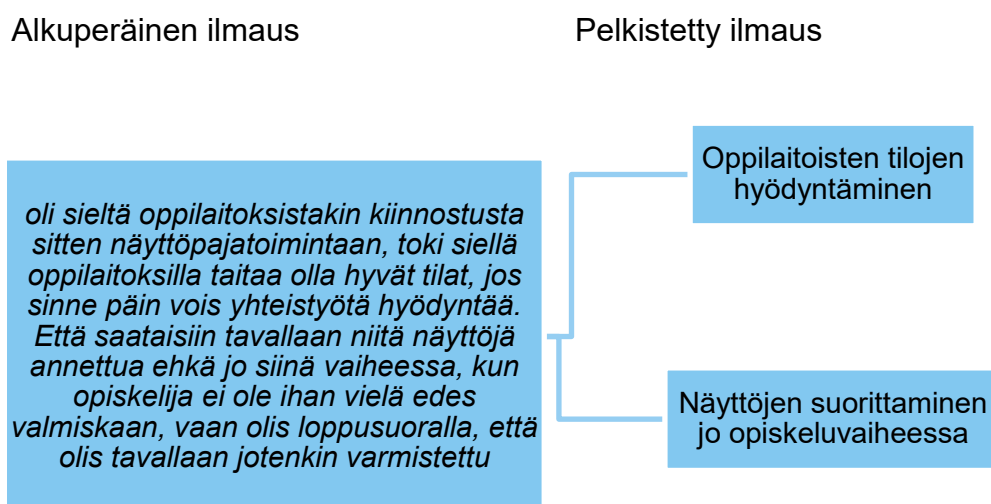 Alkuperäinen ilmaus
Pelkistetty ilmaus
oli sieltä oppilaitoksistakin kiinnostusta
sitten näyttöpajatoimintaan, toki siellä
oppilaitoksilla taitaa olla hyvät tilat, jos
sinne päin vois yhteistyötä hyödyntää.
Että saataisiin tavallaan niitä näyttöjä
annettua ehkä jo siinä vaiheessa, kun
opiskelija ei ole ihan vielä edes
valmiskaan, vaan olis loppusuoralla, että
olis tavallaan jotenkin varmistettu
Oppilaitoisten tilojen
hyödyntäminen
Näyttöjen suorittaminen
jo opiskeluvaiheessa